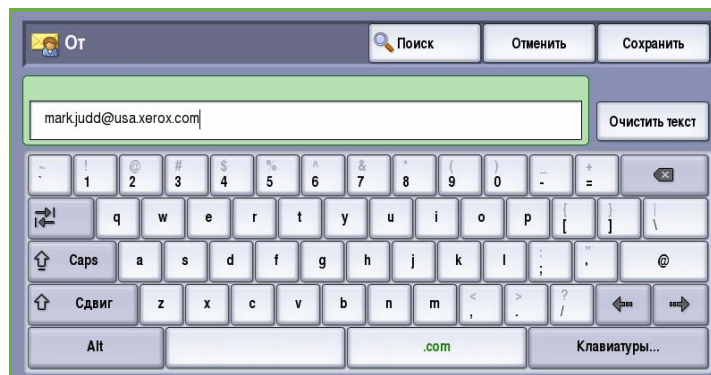 От Поиск Отменить Сохранить
mark.judd@usa.xerox.com
Очистить текст
~ ! @ # $ % ^ & * ( ) _ +
` 1 2 3 4 5 6 7 8 9 0 - =
q w e r t y u i o p { [ } ] | \
Caps a s d f g h j k l : ; " ' @
Сдвиг z x c v b n m < , > . ? /
Alt .com Клавиатуры...